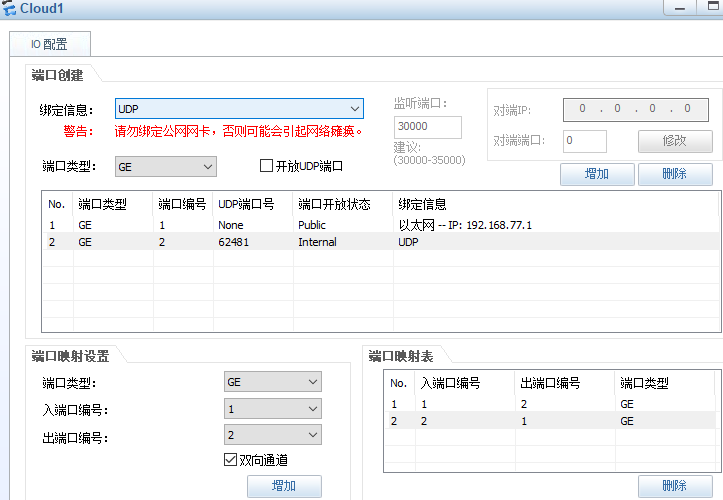 Cloud1
IO 配置
端口创建
绑定信息： UDP
警告： 请勿绑定公网网卡，否则可能会引起网络瘫痪。
端口类型： GE 开放UDP端口
监听端口：
30000
建议:
(30000-35000)
对端IP: 0 . 0 . 0 . 0
对端端口: 0 修改
增加 删除
No. 端口类型 端口编号 UDP端口号 端口开放状态 绑定信息
1 GE 1 None Public 以太网 -- IP: 192.168.77.1
2 GE 2 62481 Internal UDP
端口映射设置
端口类型： GE
入端口编号： 1
出端口编号： 2
双向通道
增加
端口映射表
No. 入端口编号 出端口编号 端口类型
1 1 2 GE
2 2 1 GE
删除